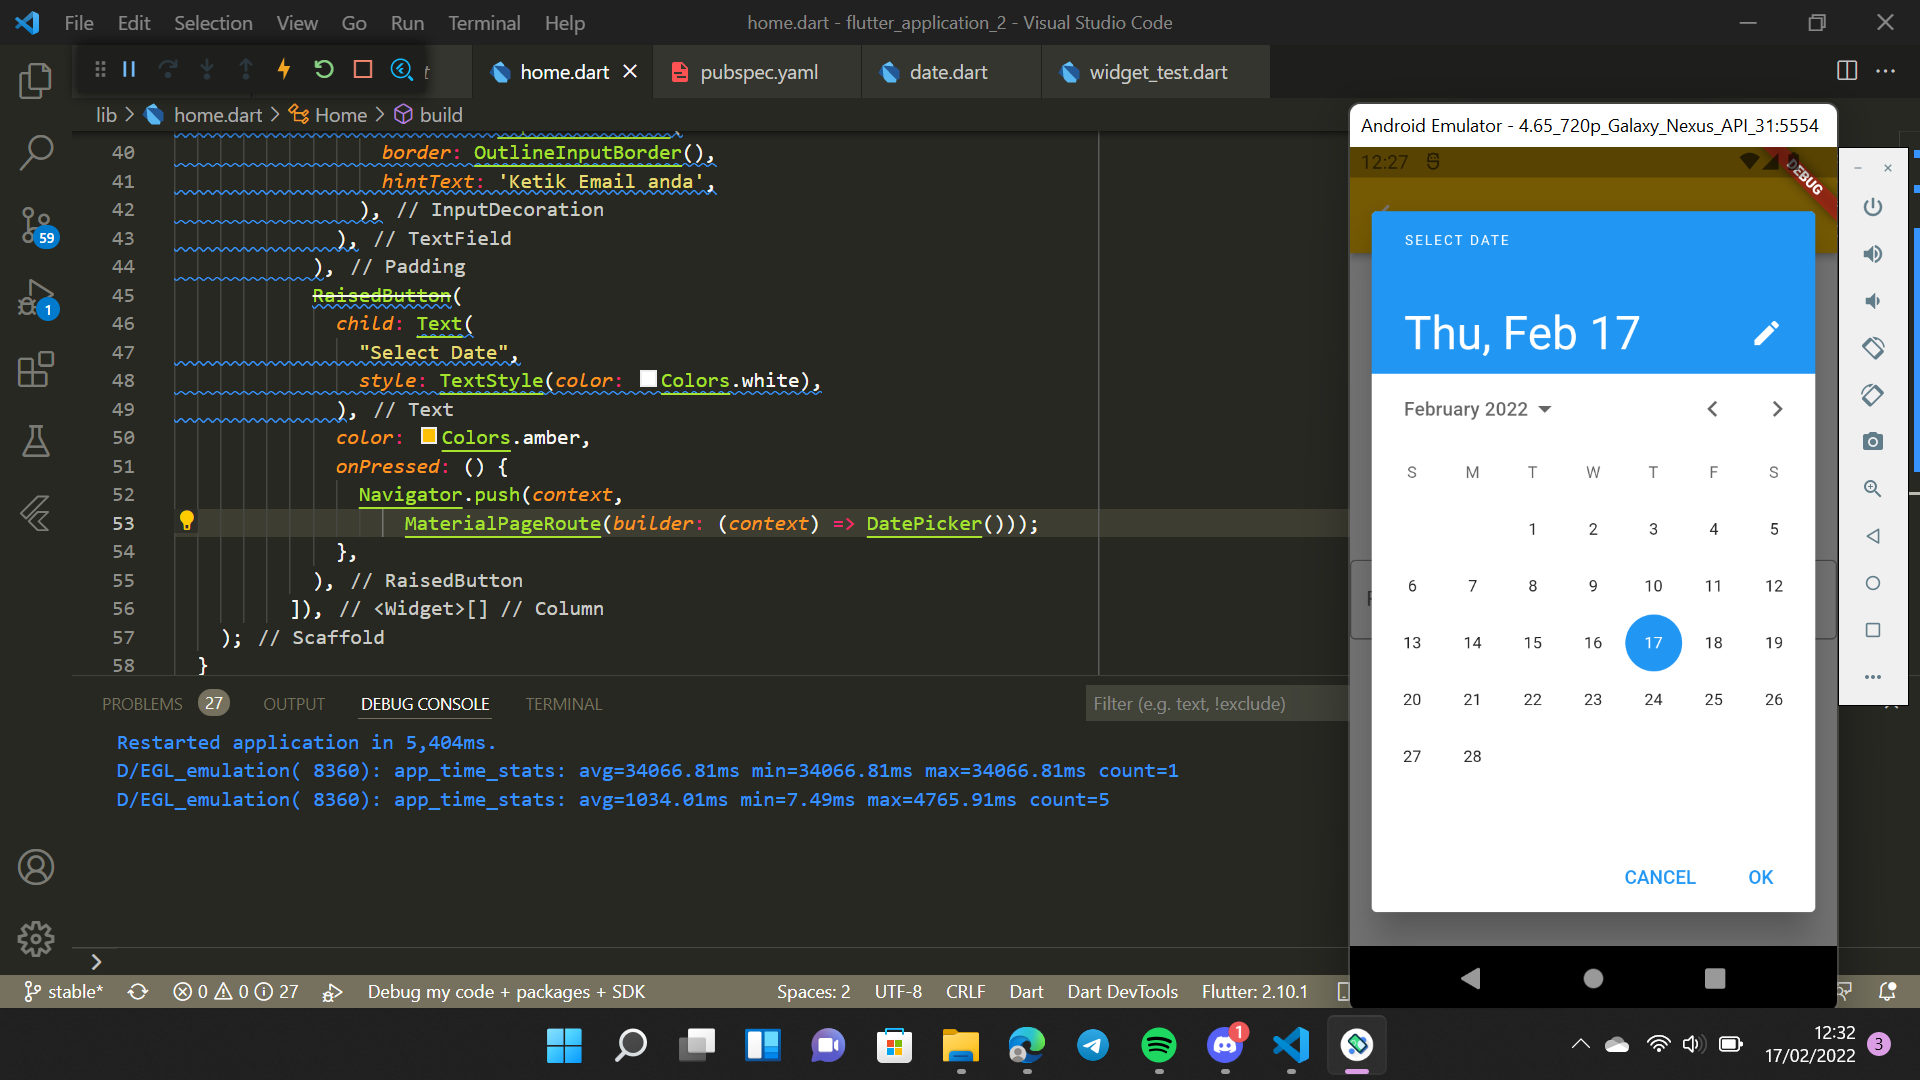 File Edit Selection View Go Run Terminal Help
home.dart - flutter_application_2 - Visual Studio Code
t home.dart pubspec.yaml date.dart widget_test.dart
lib > home.dart > Home > build
40 border: OutlineInputBorder(),
41 hintText: 'Ketik Email anda',
42 ), // InputDecoration
43 ), // TextField
44 ), // Padding
45 RaisedButton(
46 child: Text(
47 "Select Date",
48 style: TextStyle(color: Colors.white),
49 ), // Text
50 color: Colors.amber,
51 onPressed: () {
52 Navigator.push(context,
53 MaterialPageRoute(builder: (context) => DatePicker()));
54 },
55 ), // RaisedButton
56 ]), // <Widget>[] // Column
57 ); // Scaffold
58 }
59
1
PROBLEMS 27 OUTPUT DEBUG CONSOLE TERMINAL
Filter (e.g. text, !exclude)
Restarted application in 5,404ms.
D/EGL_emulation( 8360): app_time_stats: avg=34066.81ms min=34066.81ms max=34066.81ms count=1
D/EGL_emulation( 8360): app_time_stats: avg=1034.01ms min=7.49ms max=4765.91ms count=5
>
stable* 0 0 27 Debug my code + packages + SDK
Spaces: 2 UTF-8 CRLF Dart Dart DevTools Flutter: 2.10.1
Android Emulator - 4.65_720p_Galaxy_Nexus_API_31:5554
12:27
DEBUG
SELECT DATE
Thu, Feb 17
February 2022
S M T W T F S
1 2 3 4 5
6 7 8 9 10 11 12
13 14 15 16 17 18 19
20 21 22 23 24 25 26
27 28
CANCEL OK
1
12:32
17/02/2022
3